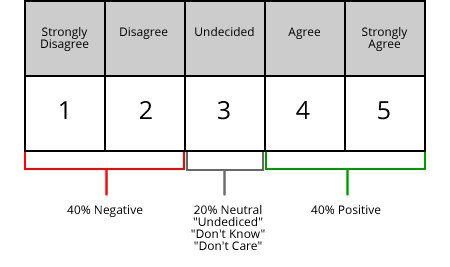 Strongly
Disagree
Disagree
Undecided
Agree
Strongly
Agree
1
2
3
4
5
40% Negative
20% Neutral
"Undediced"
"Don't Know"
"Don't Care"
40% Positive